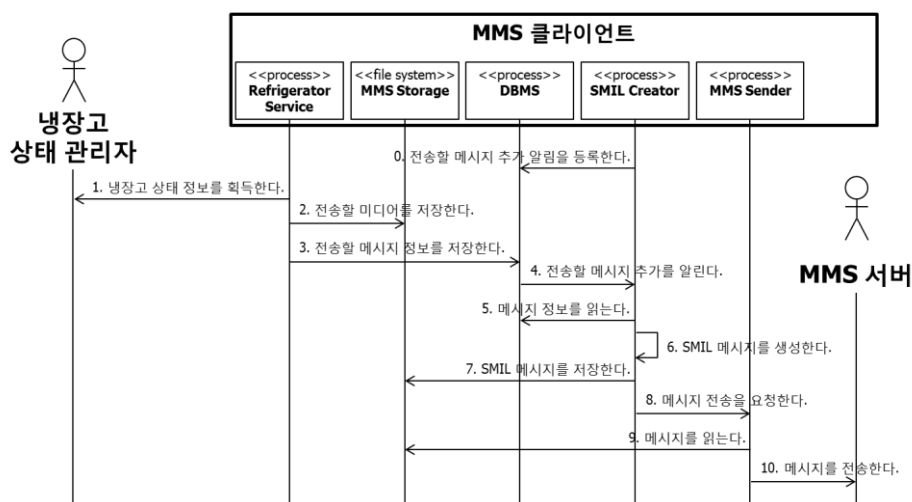 MMS 클라이언트
<<process>>
Refrigerator
Service
<<file system>>
MMS Storage
<<process>>
DBMS
<<process>>
SMIL Creator
<<process>>
MMS Sender
냉장고
상태 관리자
0. 전송할 메시지 추가 알림을 등록한다.
1. 냉장고 상태 정보를 획득한다.
2. 전송할 미디어를 저장한다.
3. 전송할 메시지 정보를 저장한다.
4. 전송할 메시지 추가를 알린다.
MMS 서버
5. 메시지 정보를 읽는다.
6. SMIL 메시지를 생성한다.
7. SMIL 메시지를 저장한다.
8. 메시지 전송을 요청한다.
9. 메시지를 읽는다.
10. 메시지를 전송한다.